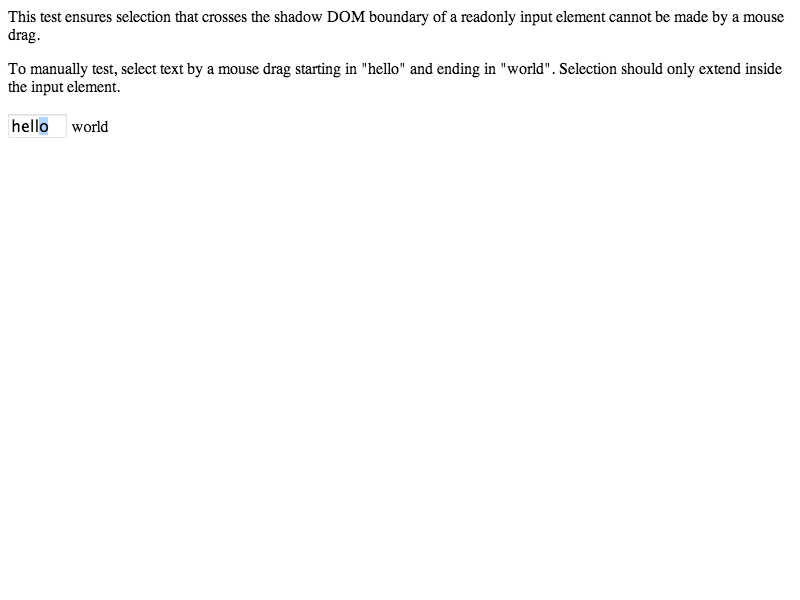 This test ensures selection that crosses the shadow DOM boundary of a readonly input element cannot be made by a mouse
drag.
To manually test, select text by a mouse drag starting in "hello" and ending in "world". Selection should only extend inside
the input element.
hello world